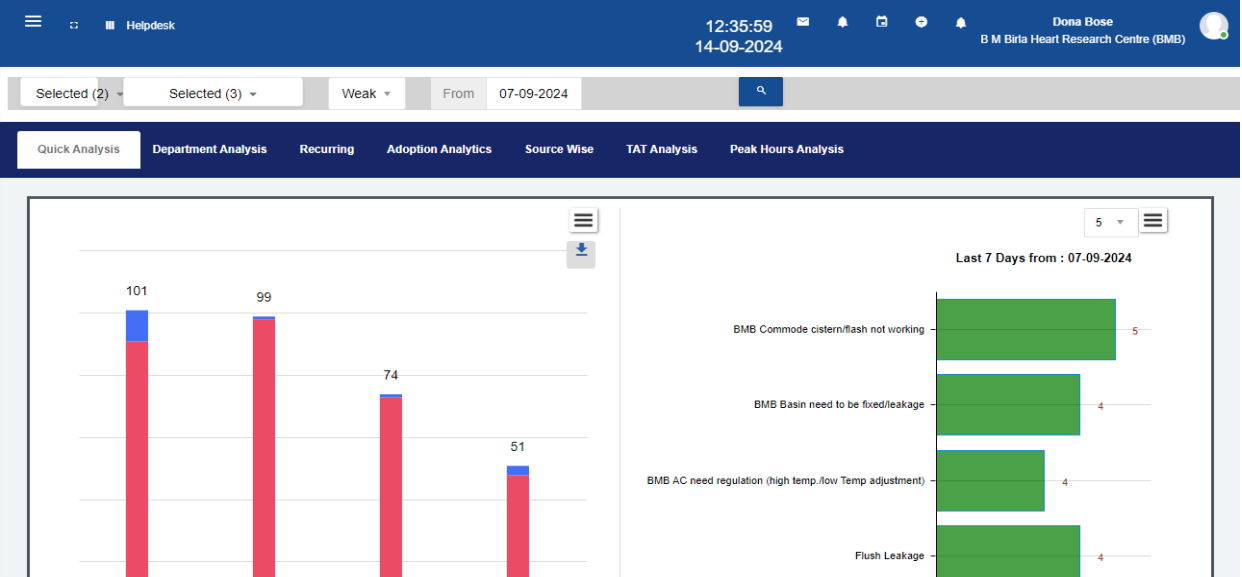 Helpdesk
12:35:59
14-09-2024
Dona Bose
B M Birla Heart Research Centre (BMB)
Selected (2)
Selected (3)
Weak
From
07-09-2024
Quick Analysis
Department Analysis
Recurring
Adoption Analytics
Source Wise
TAT Analysis
Peak Hours Analysis
101
99
74
51
5
Last 7 Days from : 07-09-2024
BMB Commode cistern/flash not working
5
BMB Basin need to be fixed/leakage
4
BMB AC need regulation (high temp./low Temp adjustment)
4
Flush Leakage
4